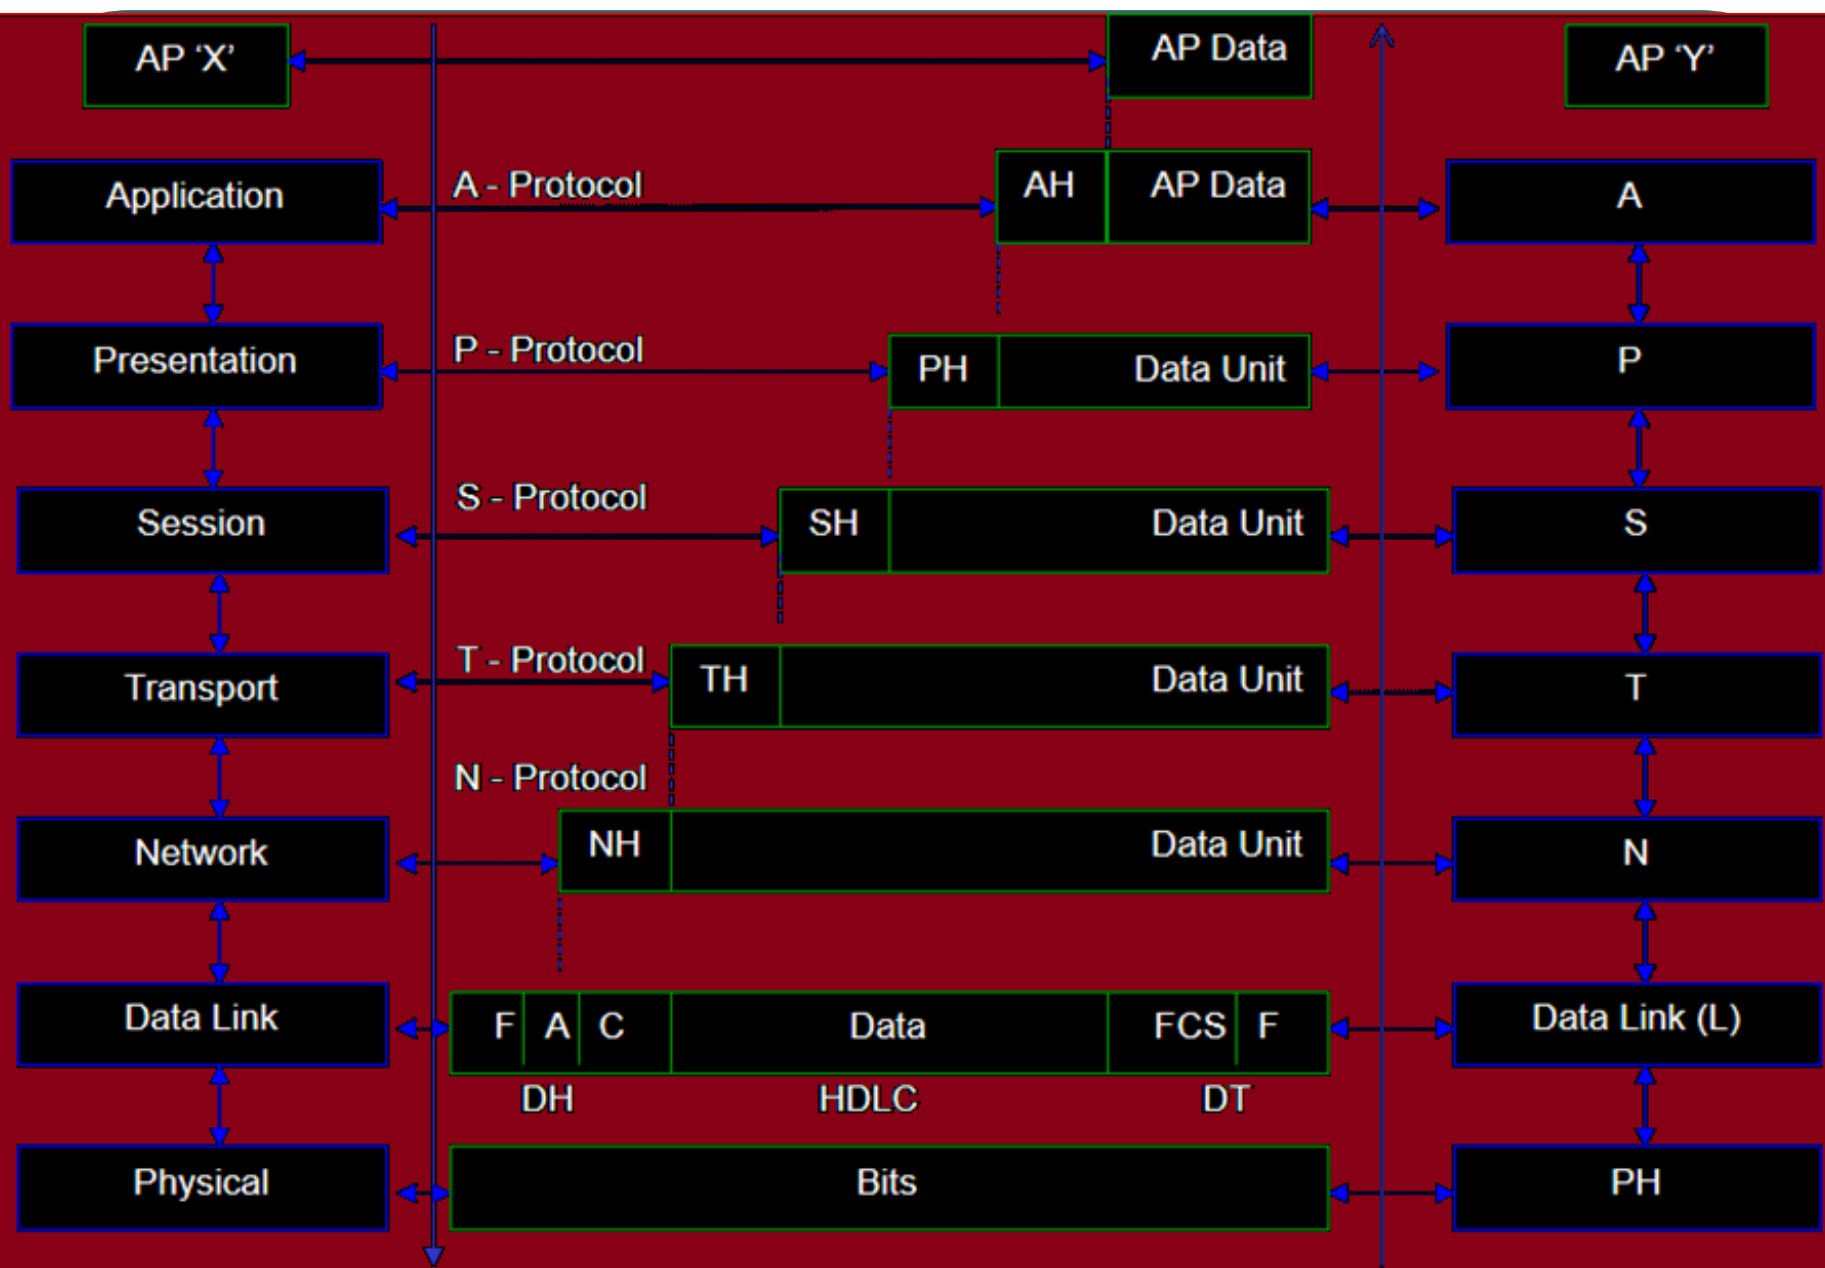 AP ‘X’
AP Data
AP ‘Y’
Application
A - Protocol
AH
AP Data
A
Presentation
P - Protocol
PH
Data Unit
P
Session
S - Protocol
SH
Data Unit
S
Transport
T - Protocol
TH
Data Unit
T
N - Protocol
Network
NH
Data Unit
N
Data Link
F
A
C
Data
FCS
F
Data Link (L)
DH
HDLC
DT
Physical
Bits
PH